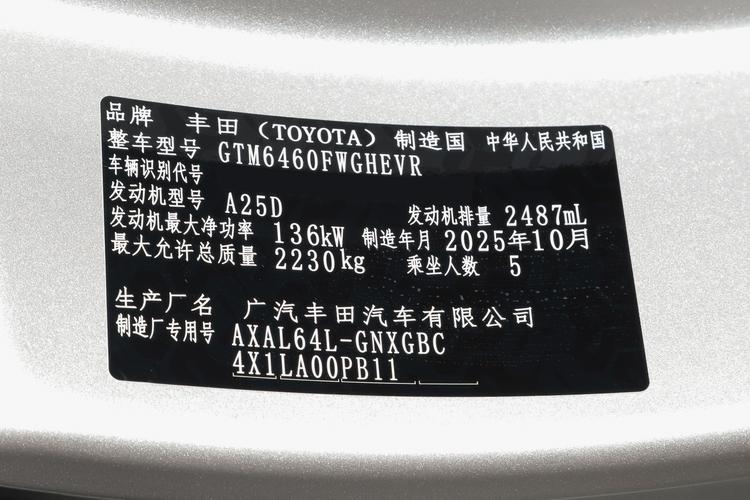 品牌 丰田（TOYOTA） 制造国 中华人民共和国
整车型号 GTM6460FWGHEVR
车辆识别代号
发动机型号 A25D 发动机排量 2487mL
发动机最大净功率 136kW 制造年月 2025年10月
最大允许总质量 2230kg 乘坐人数 5
生产厂名 广汽丰田汽车有限公司
制造厂专用号 AXAL64L-GNXGBC
4X1LA00PB11